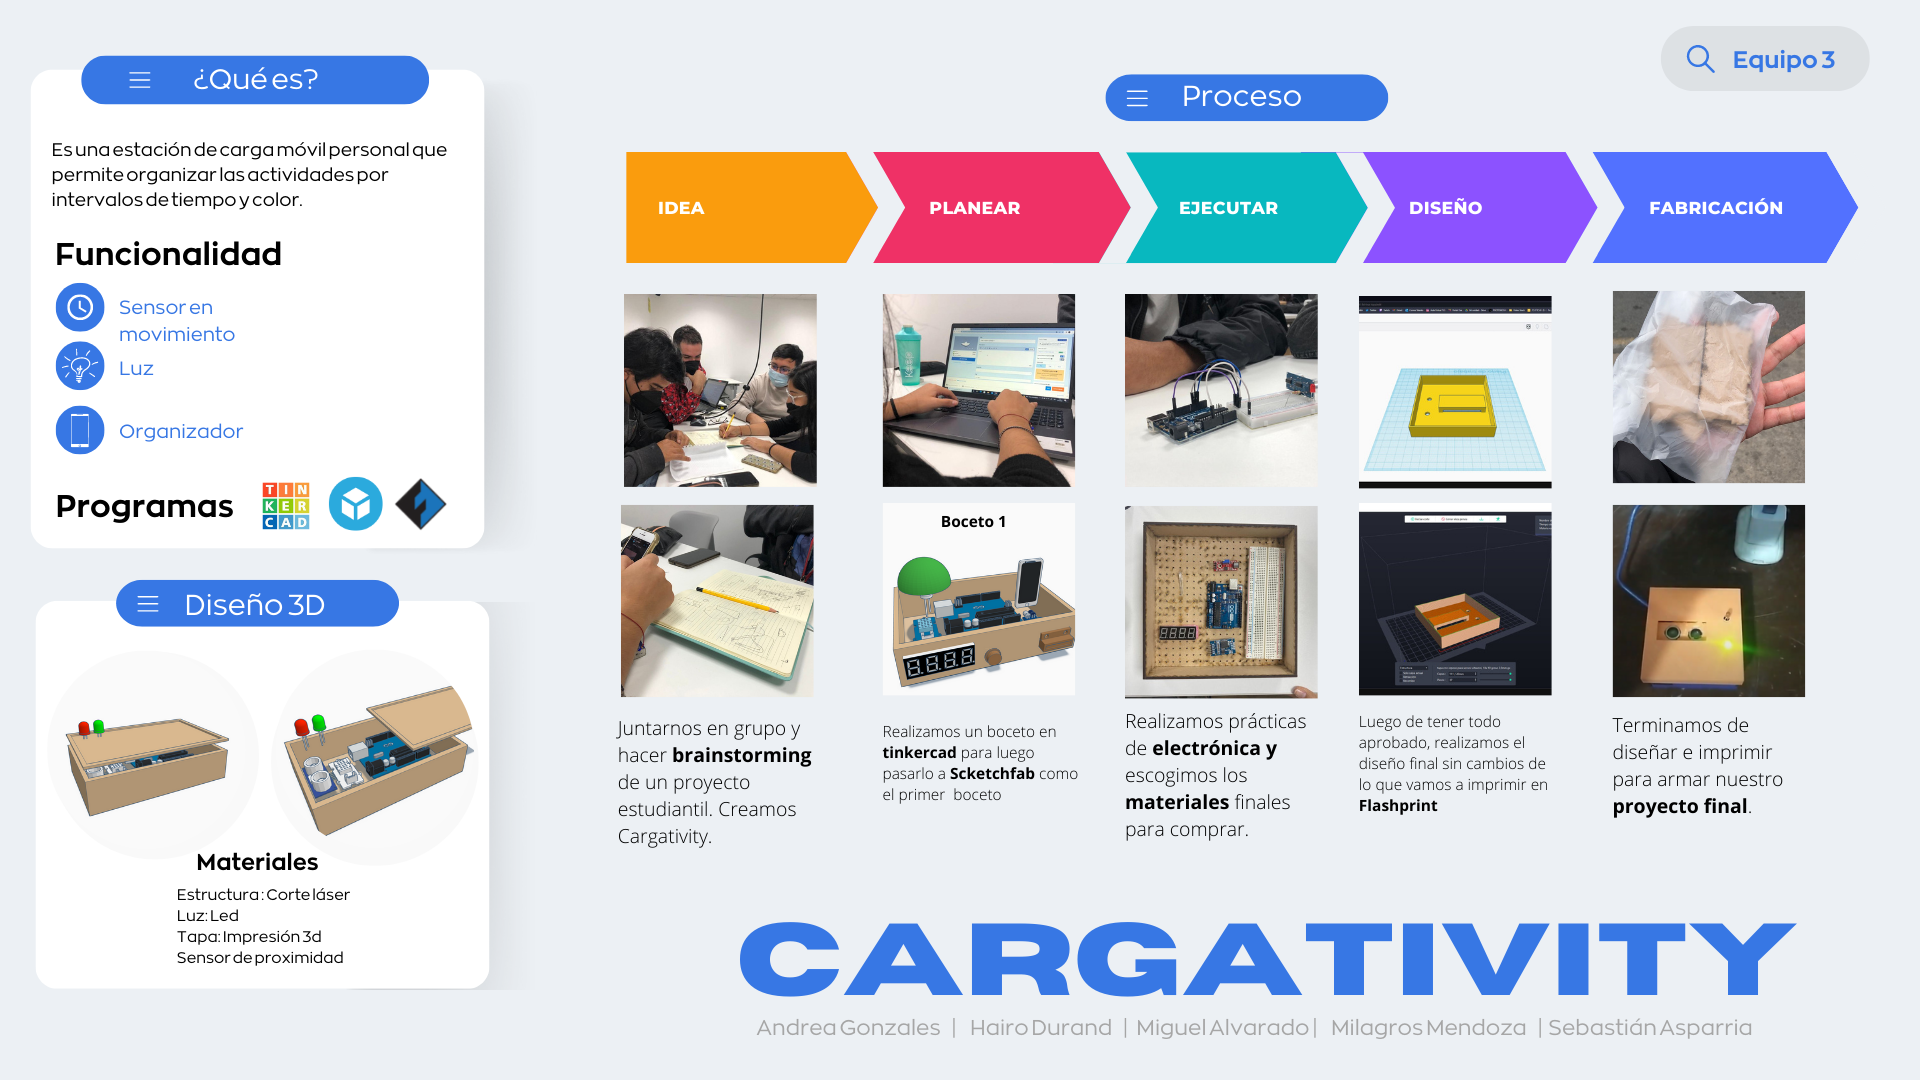 ¿Qué es?
Es una estación de carga móvil personal que
permite organizar las actividades por
intervalos de tiempo y color.
Funcionalidad
Sensor en
movimiento
Luz
Organizador
Programas
TIN
KER
CAD
Diseño 3D
Materiales
Estructura : Corte láser
Luz: Led
Tapa: Impresión 3d
Sensor de proximidad
Equipo 3
Proceso
IDEA
PLANEAR
EJECUTAR
DISEÑO
FABRICACIÓN
Boceto 1
8.8.8.8
Juntarnos en grupo y
hacer brainstorming
de un proyecto
estudiantil. Creamos
Cargativity.
Realizamos un boceto en
tinkercad para luego
pasarlo a Scketchfab como
el primer boceto
Realizamos prácticas
de electrónica y
escogimos los
materiales finales
para comprar.
Luego de tener todo
aprobado, realizamos el
diseño final sin cambios de
lo que vamos a imprimir en
Flashprint
Terminamos de
diseñar e imprimir
para armar nuestro
proyecto final.
CARGATIVITY
Andrea Gonzales | Hairo Durand | Miguel Alvarado | Milagros Mendoza | Sebastián Asparria